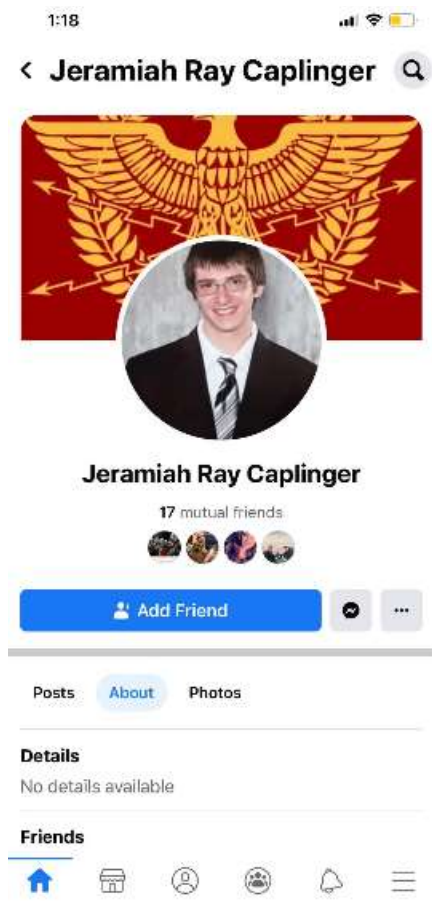 1:18
Jeramiah Ray Caplinger
Jeramiah Ray Caplinger
17 mutual friends
Add Friend
Posts About Photos
Details
No details available
Friends